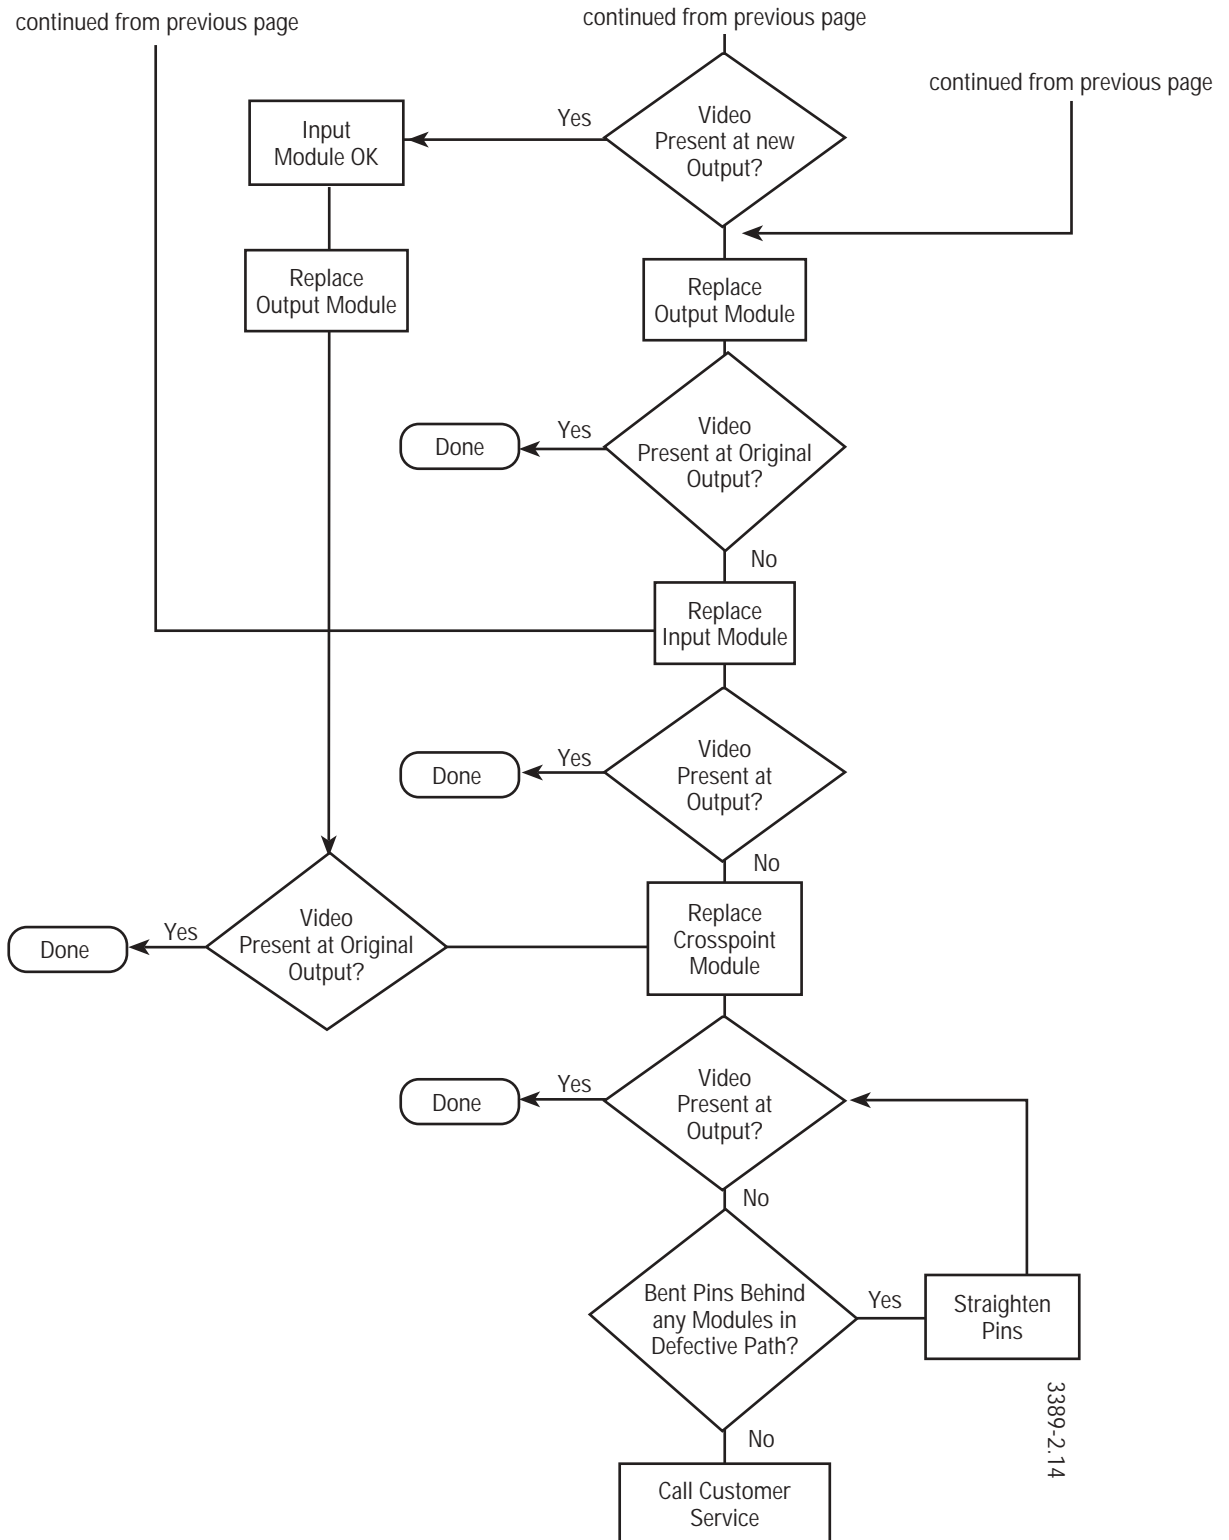 continued from previous page
continued from previous page
continued from previous page
Video
Present at new
Output?
Yes
Input
Module OK
Replace
Output Module
Replace
Output Module
Video
Present at Original
Output?
Yes
Done
No
Replace
Input Module
Video
Present at
Output?
Yes
Done
No
Replace
Crosspoint
Module
Video
Present at Original
Output?
Yes
Done
Video
Present at
Output?
Yes
Done
No
Bent Pins Behind
any Modules in
Defective Path?
Yes
Straighten
Pins
No
Call Customer
Service
3389-2.14